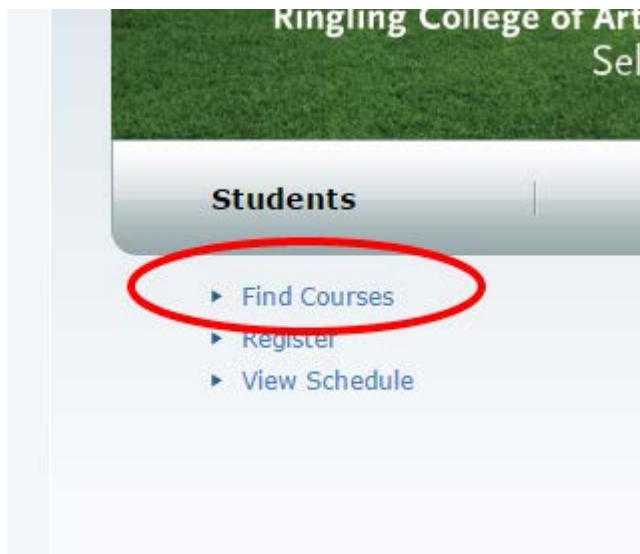 Ringling College of Art
Sel
Students
Find Courses
Register
View Schedule